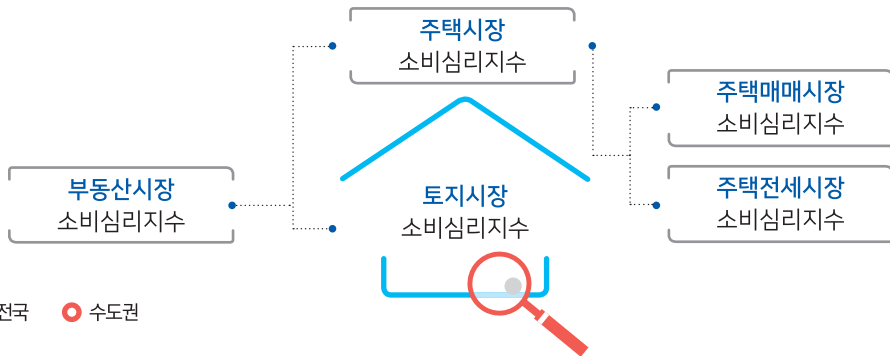 주택시장
소비심리지수
주택매매시장
소비심리지수
부동산시장
소비심리지수
토지시장
소비심리지수
주택전세시장
소비심리지수
전국
수도권